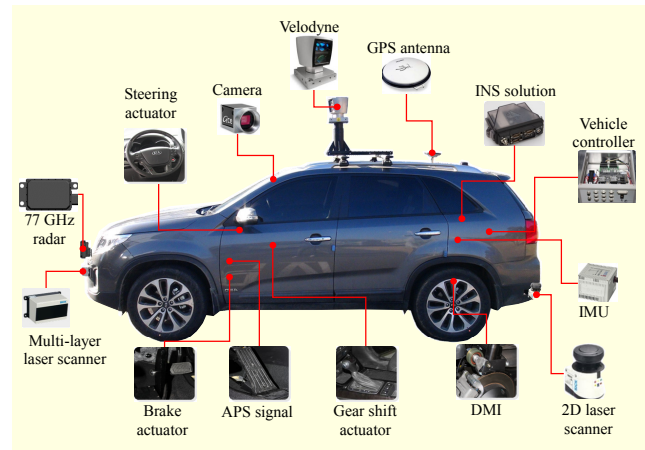 Velodyne
GPS antenna
Camera
Steering
actuator
INS solution
Vehicle
controller
77 GHz
radar
Multi-layer
laser scanner
IMU
Brake
actuator
APS signal
Gear shift
actuator
DMI
2D laser
scanner